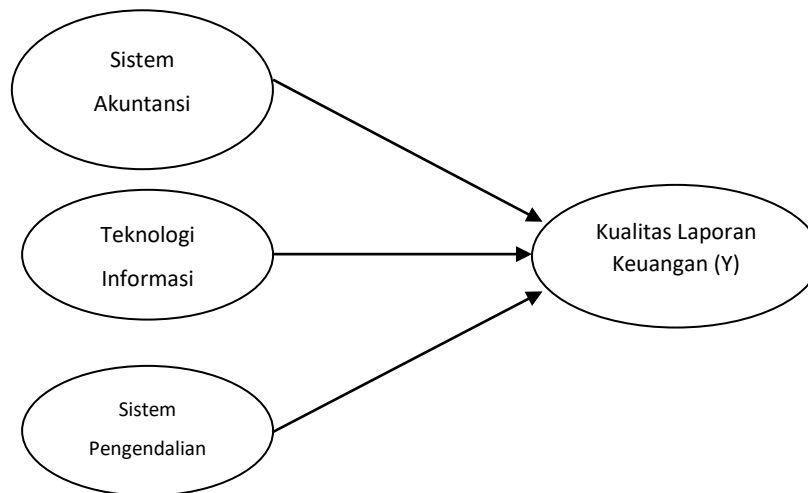 Sistem
Akuntansi
Teknologi
Informasi
Sistem
Pengendalian
Kualitas Laporan
Keuangan (Y)